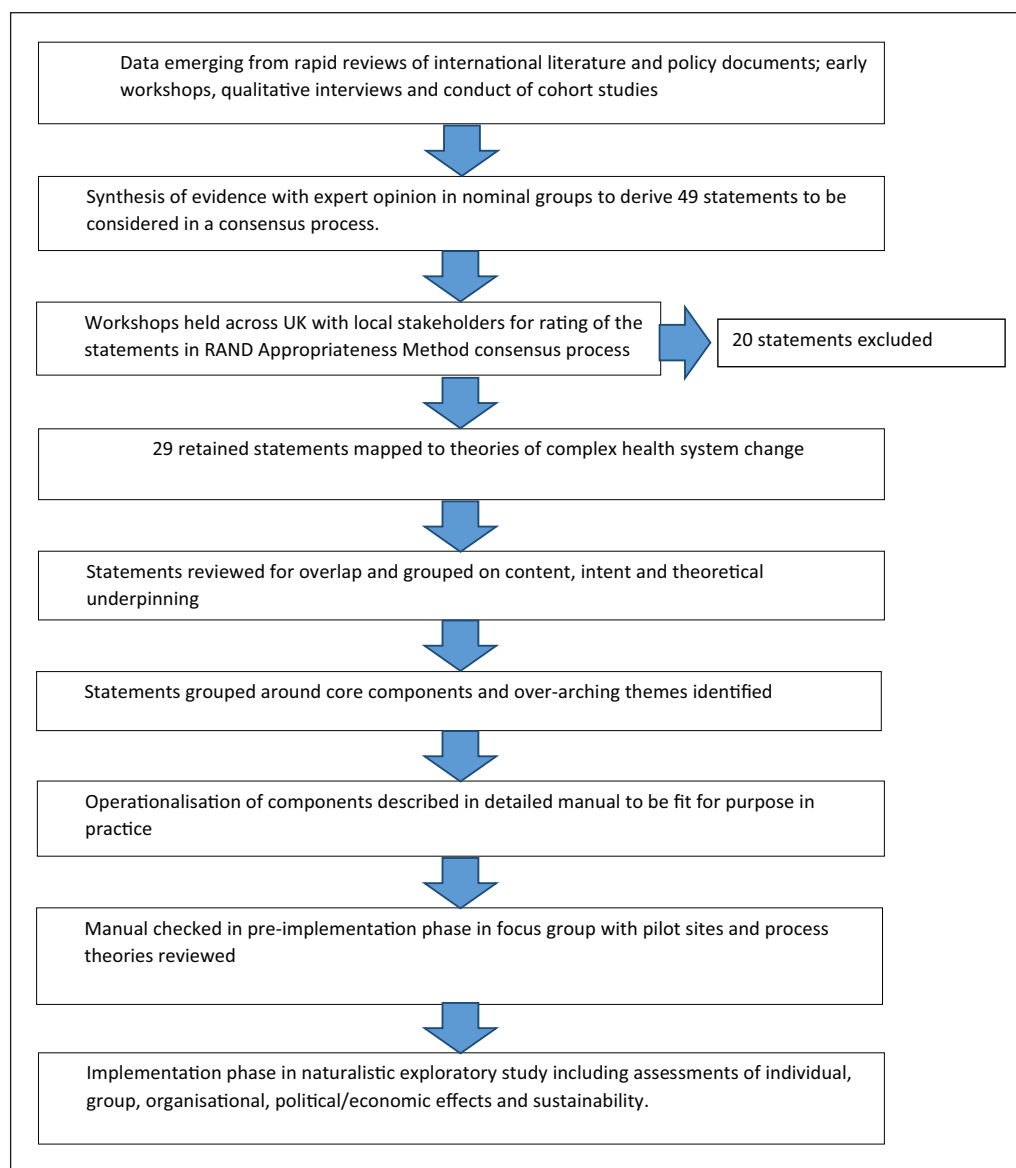 Data emerging from rapid reviews of international literature and policy documents; early
workshops, qualitative interviews and conduct of cohort studies
Synthesis of evidence with expert opinion in nominal groups to derive 49 statements to be
considered in a consensus process.
Workshops held across UK with local stakeholders for rating of the
statements in RAND Appropriateness Method consensus process
20 statements excluded
29 retained statements mapped to theories of complex health system change
Statements reviewed for overlap and grouped on content, intent and theoretical
underpinning
Statements grouped around core components and over-arching themes identified
Operationalisation of components described in detailed manual to be fit for purpose in
practice
Manual checked in pre-implementation phase in focus group with pilot sites and process
theories reviewed
Implementation phase in naturalistic exploratory study including assessments of individual,
group, organisational, political/economic effects and sustainability.